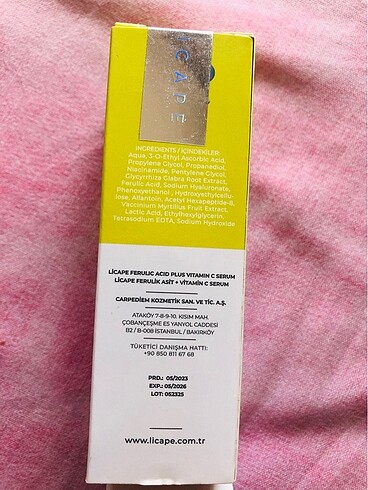 LICAPE
INGREDIENTS / İÇİNDEKİLER:
Aqua, 3-O-Ethyl Ascorbic Acid,
Propylene Glycol, Propanediol,
Niacinamide, Pentylene Glycol,
Glycyrrhiza Glabra Root Extract,
Ferulic Acid, Sodium Hyaluronate,
Phenoxyethanol , Hydroxyethylcellu-
lose, Allantoin, Acetyl Hexapeptide-8,
Vaccinium Myrtillus Fruit Extract,
Lactic Acid, Ethylhexylglycerin,
Tetrasodium EDTA, Sodium Hydroxide
LİCAPE FERULIC ACID PLUS VITAMIN C SERUM
LİCAPE FERULİK ASİT + VİTAMİN C SERUM
CARPEDİEM KOZMETİK SAN. VE TİC. A.Ş.
ATAKÖY 7-8-9-10. KISIM MAH.
ÇOBANÇEŞME ES YANYOL CADDESİ
B2 / B-008 İSTANBUL / BAKIRKÖY
TÜKETİCİ DANIŞMA HATTI:
+90 850 811 67 68
PRD.: 05/2023
EXP.: 05/2026
LOT: 052325
www.licape.com.tr